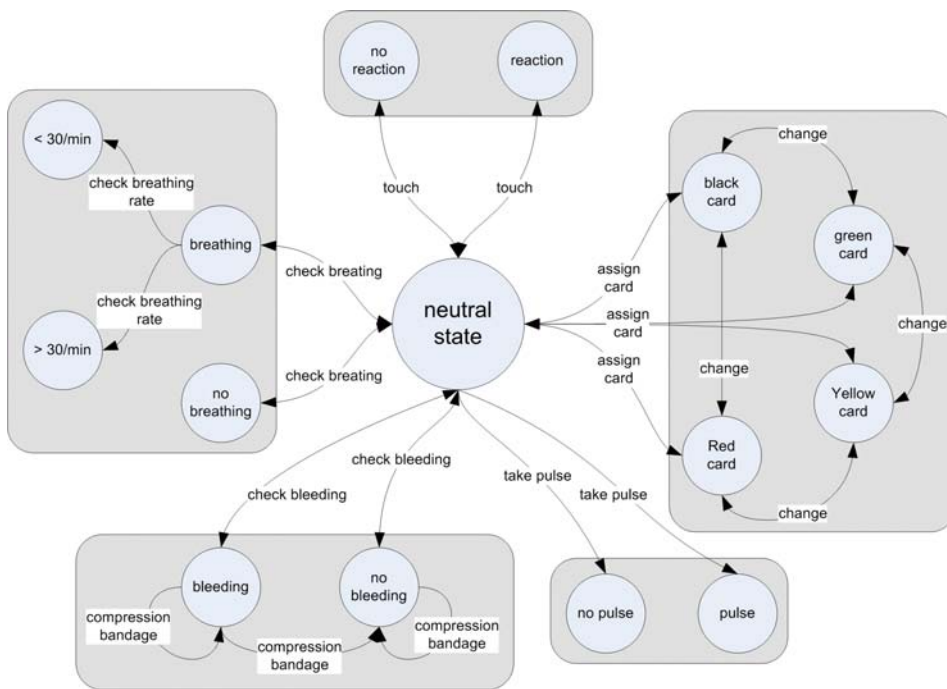 no
reaction
reaction
touch
touch
< 30/min
check breathing
rate
breathing
check breathing
rate
> 30/min
no
breathing
check breating
check breating
neutral
state
black
card
change
green
card
assign
card
assign
card
assign
card
change
change
Yellow
card
Red
card
change
check bleeding
check bleeding
take pulse
take pulse
bleeding
no
bleeding
compression
bandage
compression
bandage
compression
bandage
no pulse
pulse